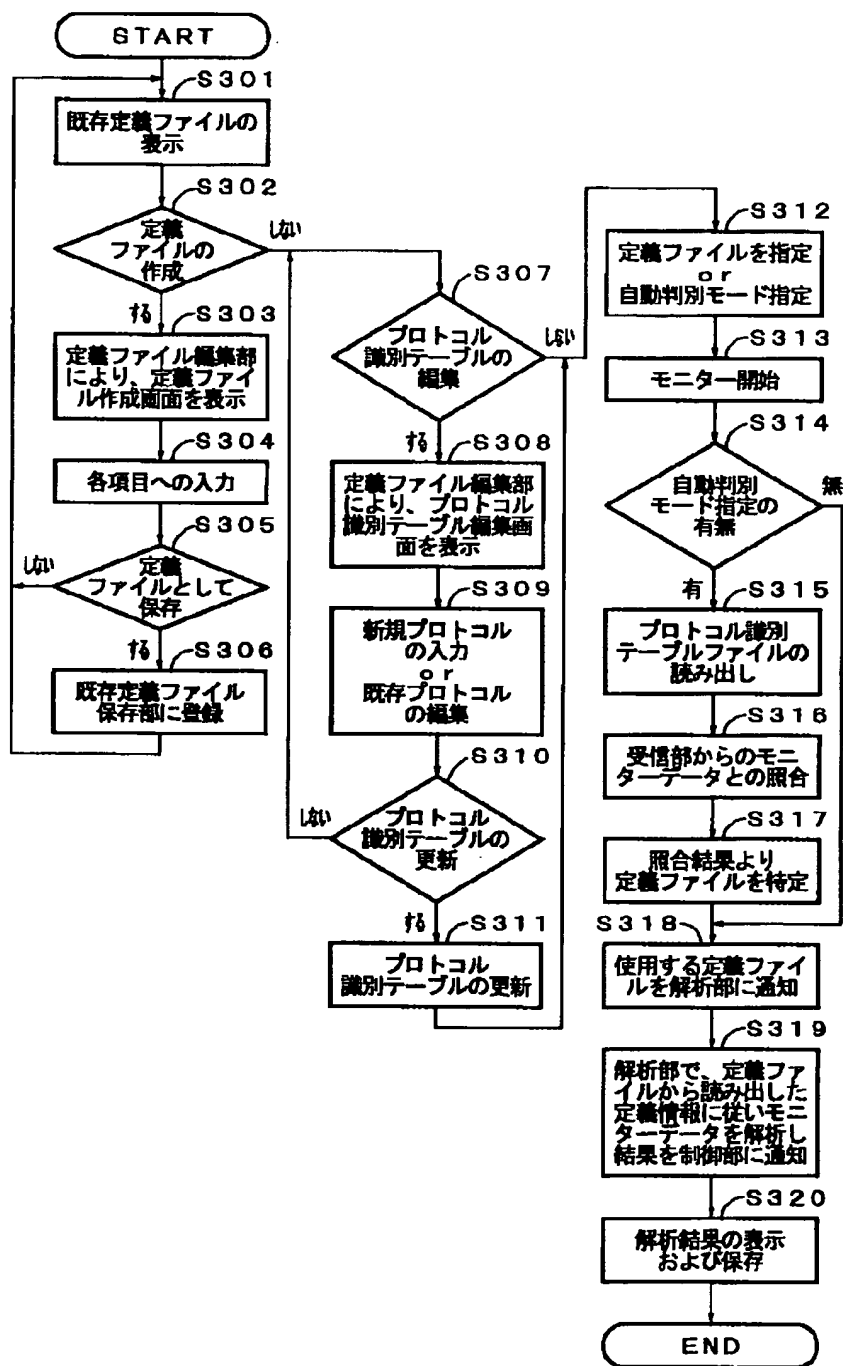 START
S301
既存定義ファイルの
表示
S302
定義
ファイルの
作成
しない
する
S303
定義ファイル編集部
により、定義ファイ
ル作成画面を表示
S304
各項目への入力
S305
定義
ファイルとして
保存
しない
する
S306
既存定義ファイル
保存部に登録
S307
プロトコル
識別テーブルの
編集
しない
する
S308
定義ファイル編集部
により、プロトコル
識別テーブル編集画
面を表示
S309
新規プロトコル
の入力
or
既存プロトコル
の編集
S310
プロトコル
識別テーブルの
更新
しない
する
S311
プロトコル
識別テーブルの更新
S312
定義ファイルを指定
or
自動判別モード指定
S313
モニター開始
S314
自動判別
モード指定の
有無
無
有
S315
プロトコル識別
テーブルファイルの
読み出し
S316
受信部からのモニ
ターデータとの照合
S317
照合結果より
定義ファイルを特定
S318
使用する定義ファイ
ルを解析部に通知
S319
解析部で、定義ファ
イルから読み出した
定義情報に従いモニ
ターデータを解析し
結果を制御部に通知
S320
解析結果の表示
および保存
END